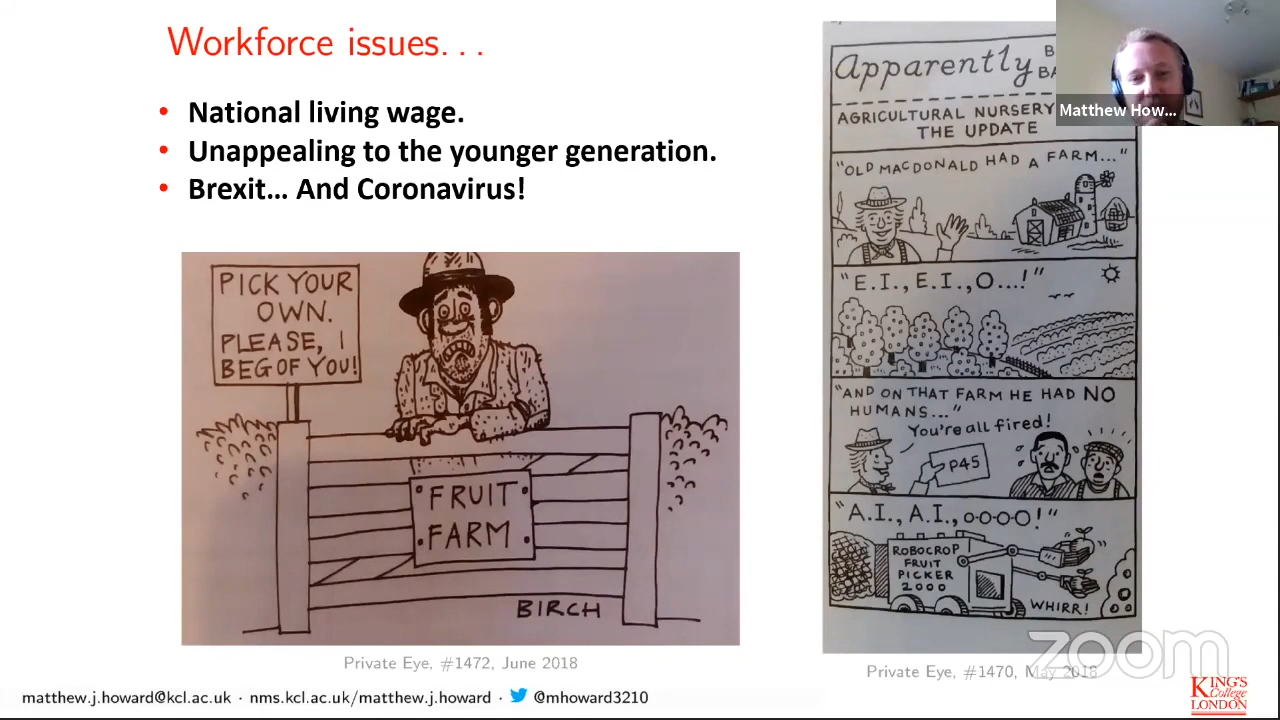 Workforce issues...
• National living wage.
• Unappealing to the younger generation.
• Brexit... And Coronavirus!
PICK YOUR
OWN.
PLEASE, I
BEG OF YOU!
FRUIT
FARM
BIRCH
Private Eye, #1472, June 2018
Apparently
AGRICULTURAL NURSERY
THE UPDATE
"OLD MACDONALD HAD A FARM..."
"E.I., E.I., O...!"
"AND ON THAT FARM HE HAD NO
HUMANS..."
You're all fired!
P45
"A.I., A.I., o-o-o-o!"
ROBOCROP
FRUIT
PICKER
2000
WHIRR!
Private Eye, #1470, May 2018
Matthew How...
zoom
matthew.j.howard@kcl.ac.uk · nms.kcl.ac.uk/matthew.j.howard · @mhoward3210
KING'S
College
LONDON